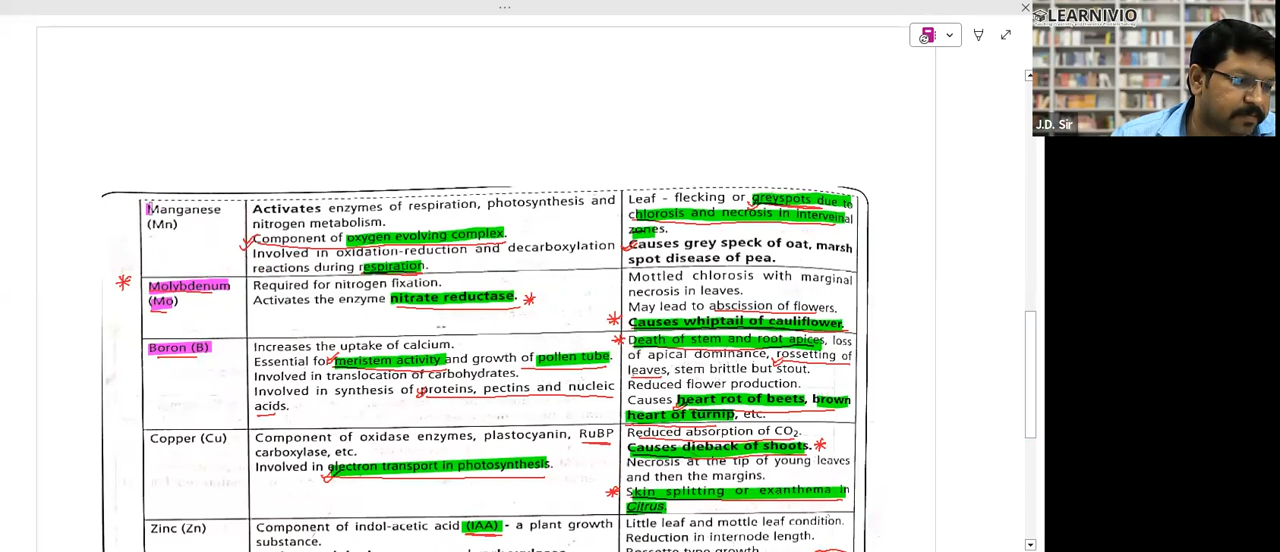 LEARNIVIO
J.D. Sir
Manganese
(Mn)
Activates enzymes of respiration, photosynthesis and
nitrogen metabolism.
Component of oxygen evolving complex.
Involved in oxidation-reduction and decarboxylation
reactions during respiration.
Leaf - flecking or greyspots due to
chlorosis and necrosis in interveinal
zones.
Causes grey speck of oat, marsh
spot disease of pea.
Molybdenum
(Mo)
Required for nitrogen fixation.
Activates the enzyme nitrate reductase.
Mottled chlorosis with marginal
necrosis in leaves.
May lead to abscission of flowers.
Causes whiptail of cauliflower.
Boron (B)
Increases the uptake of calcium.
Essential for meristem activity and growth of pollen tube.
Involved in translocation of carbohydrates.
Involved in synthesis of proteins, pectins and nucleic
acids.
Death of stem and root apices, loss
of apical dominance, rossetting of
leaves, stem brittle but stout.
Reduced flower production.
Causes heart rot of beets, brown
heart of turnip, etc.
Copper (Cu)
Component of oxidase enzymes, plastocyanin, RuBP
carboxylase, etc.
Involved in electron transport in photosynthesis.
Reduced absorption of CO₂.
Causes dieback of shoots.
Necrosis at the tip of young leaves
and then the margins.
Skin splitting or exanthema in
Citrus.
Zinc (Zn)
Component of indol-acetic acid (IAA) - a plant growth
substance.
Little leaf and mottle leaf condition.
Reduction in internode length.
Rossette type growth.